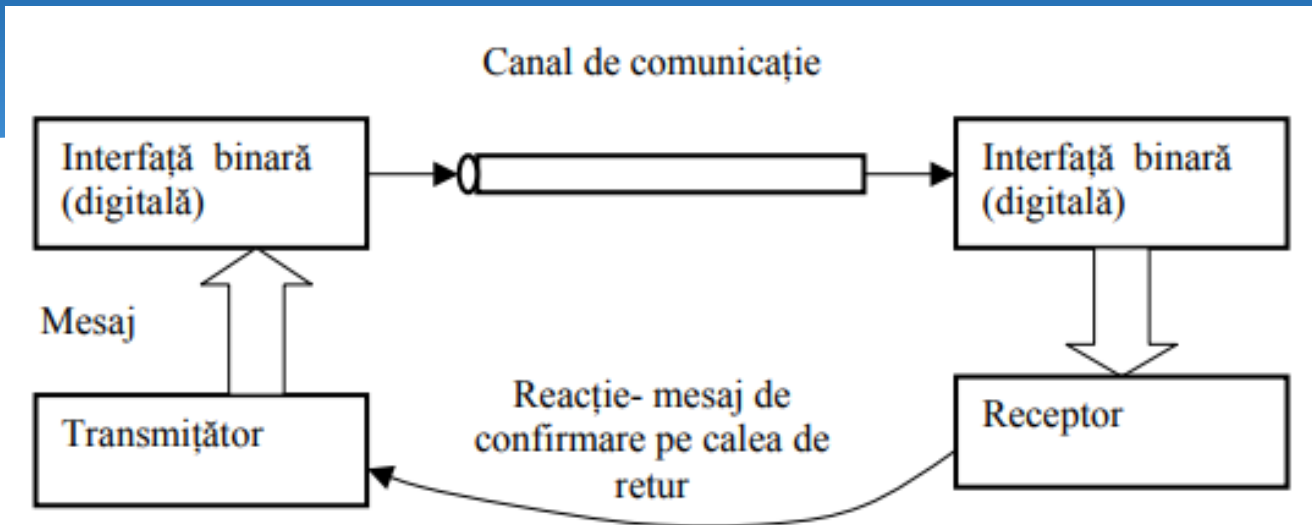 Canal de comunicație
Interfață binară
(digitală)
Interfață binară
(digitală)
Mesaj
Transmițător
Reacție- mesaj de
confirmare pe calea de
retur
Receptor